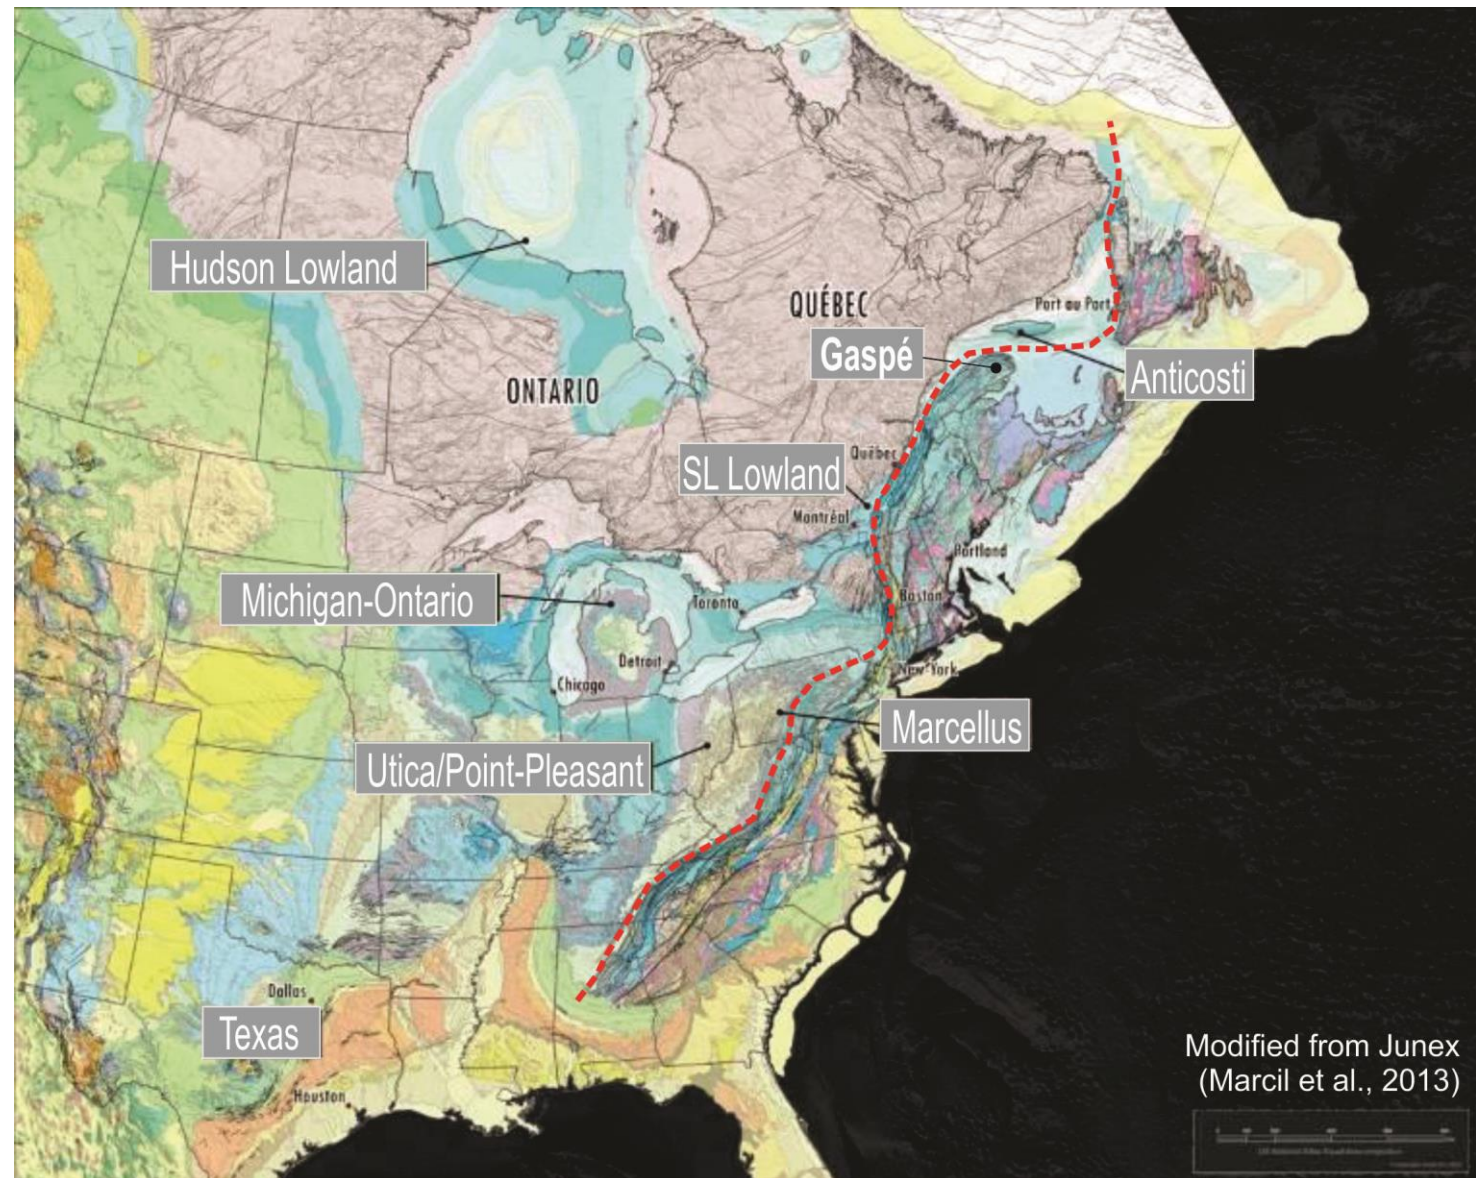 Hudson Lowland
QUÉBEC
Port au Port
Gaspé
Anticosti
ONTARIO
Québec
SL Lowland
Montréal
Portland
Michigan-Ontario
Toronto
Boston
Detroit
New York
Chicago
Marcellus
Utica/Point-Pleasant
Dallas
Texas
Houston
Modified from Junex
(Marcil et al., 2013)